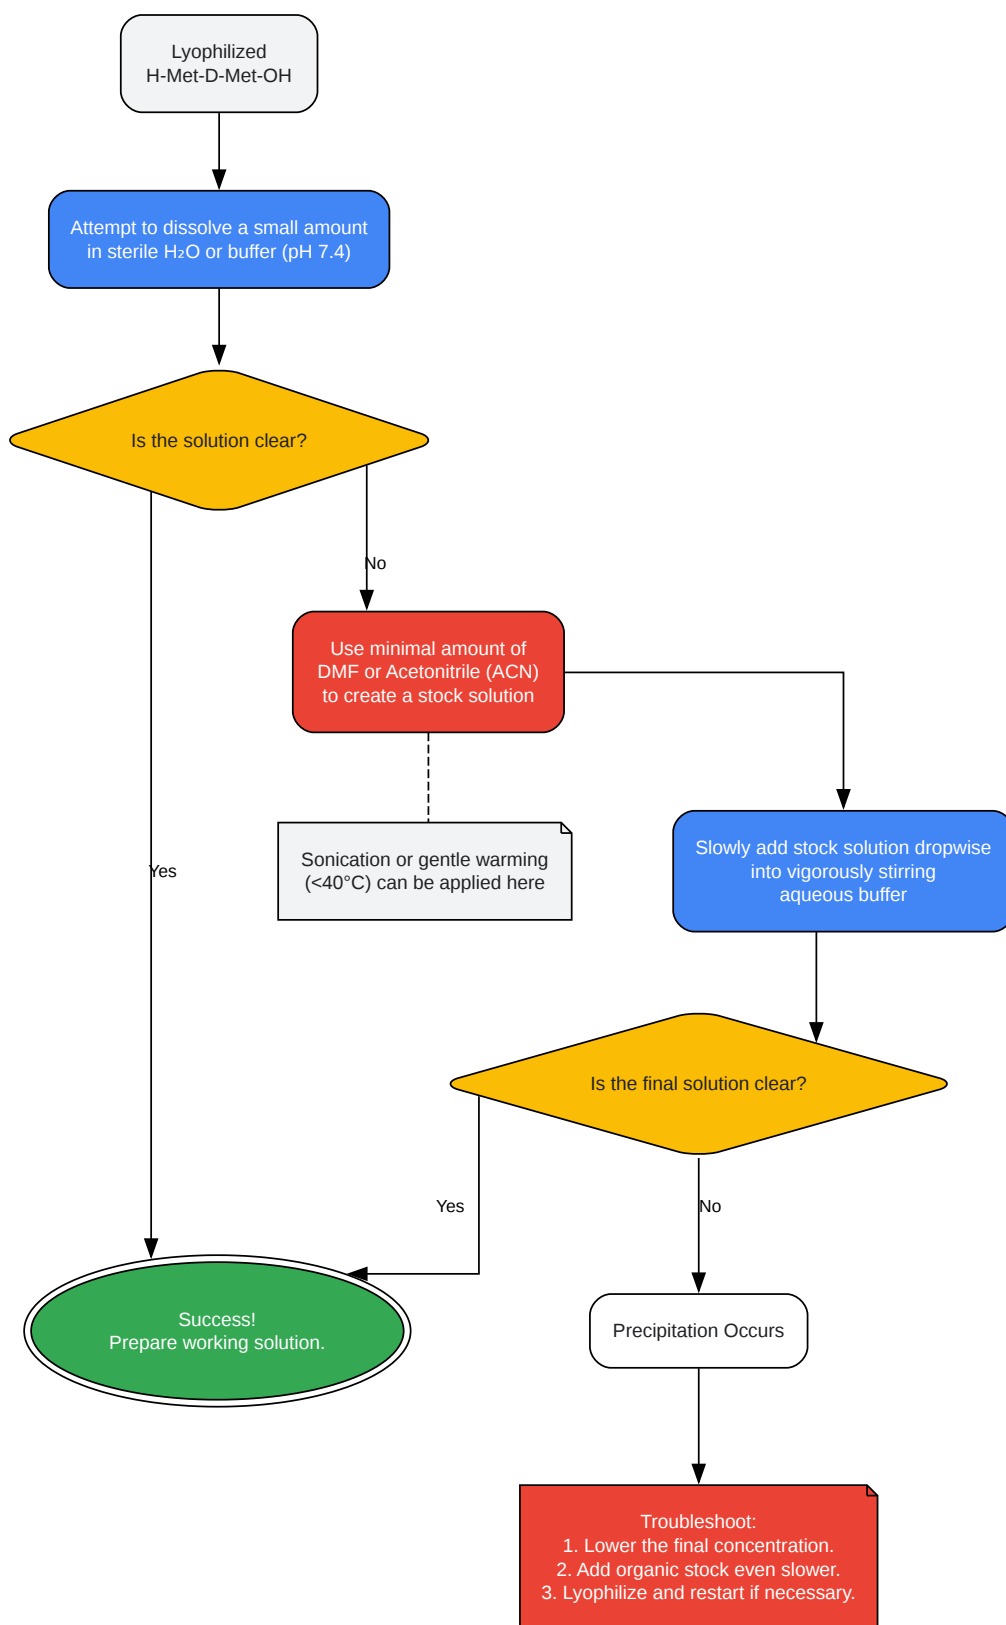 Lyophilized
H-Met-D-Met-OH
Attempt to dissolve a small amount
in sterile H₂O or buffer (pH 7.4)
Is the solution clear?
No
Use minimal amount of
DMF or Acetonitrile (ACN)
to create a stock solution
Sonication or gentle warming
(<40°C) can be applied here
Yes
Slowly add stock solution dropwise
into vigorously stirring
aqueous buffer
Is the final solution clear?
Yes
No
Success!
Prepare working solution.
Precipitation Occurs
Troubleshoot:
1. Lower the final concentration.
2. Add organic stock even slower.
3. Lyophilize and restart if necessary.